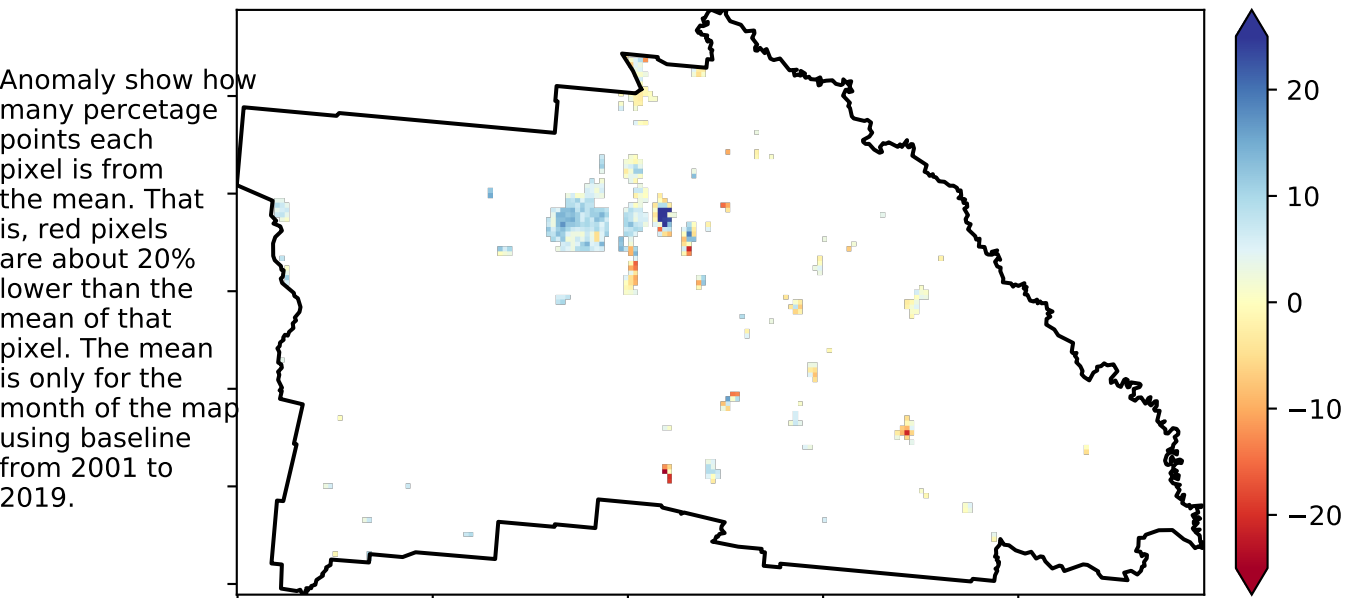 Anomaly show how
many percetage
points each
pixel is from
the mean. That
is, red pixels
are about 20%
lower than the
mean of that
pixel. The mean
is only for the
month of the map
using baseline
from 2001 to
2019.
20
10
0
−10
−20